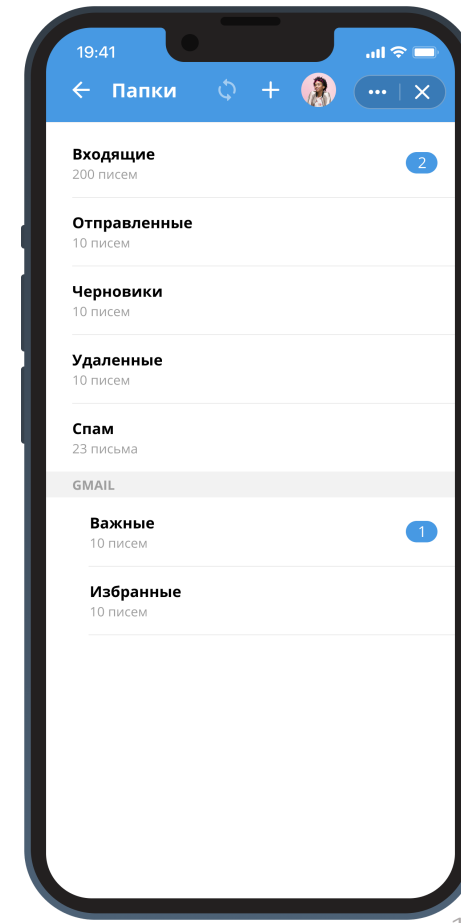 19:41
Папки
Входящие
200 писем
2
Отправленные
10 писем
Черновики
10 писем
Удаленные
10 писем
Спам
23 письма
GMAIL
Важные
10 писем
1
Избранные
10 писем